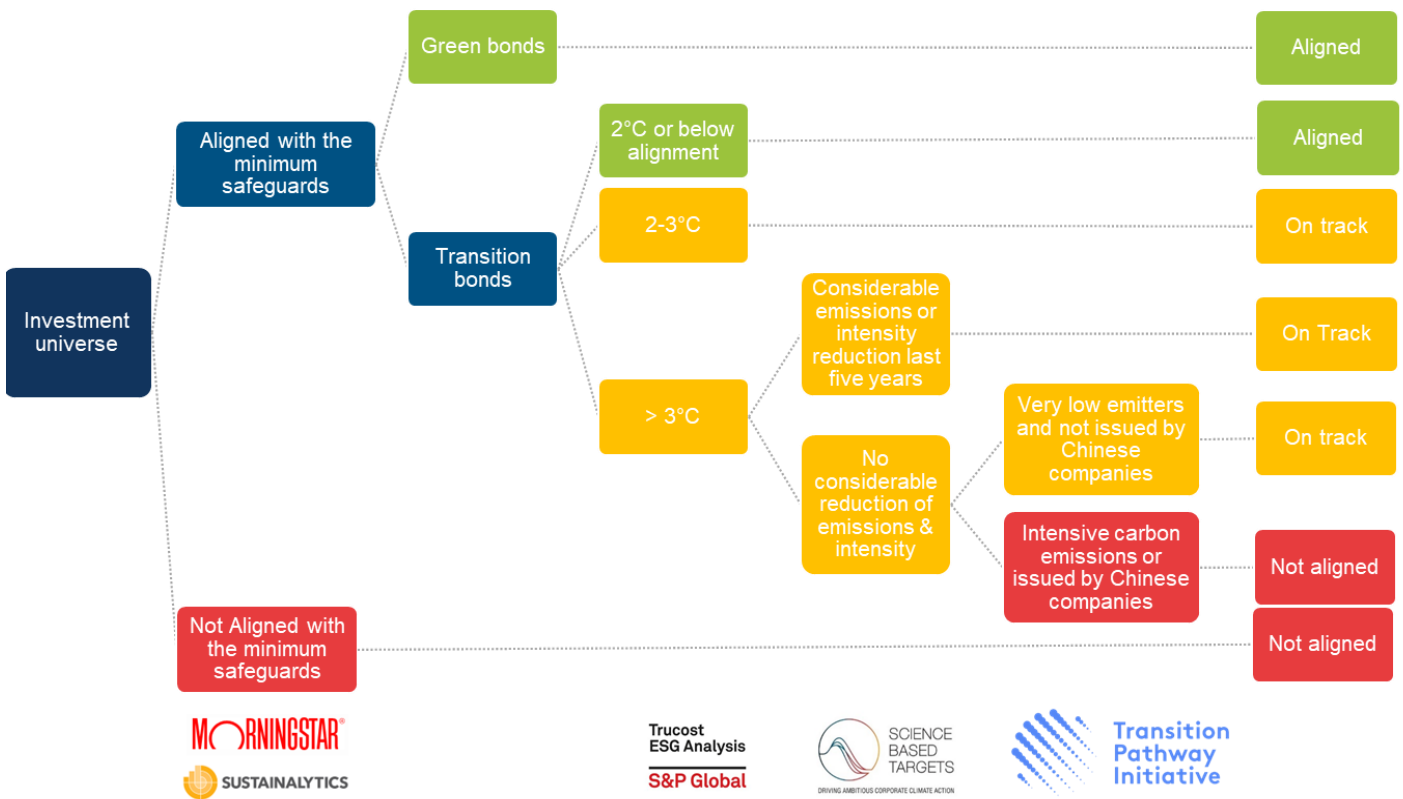 Green bonds
Aligned
Aligned with the
minimum
safeguards
2°C or below
alignment
Aligned
2-3°C
On track
Transition
bonds
Investment
universe
Considerable
emissions or
intensity
reduction last
five years
On Track
> 3°C
Very low emitters
and not issued by
Chinese
companies
On track
No
considerable
reduction of
emissions &
intensity
Intensive carbon
emissions or
issued by Chinese
companies
Not aligned
Not Aligned with
the minimum
safeguards
Not aligned
MORNINGSTAR®
SUSTAINALYTICS
Trucost
ESG Analysis
S&P Global
SCIENCE
BASED
TARGETS
DRIVING AMBITIOUS CORPORATE CLIMATE ACTION
Transition
Pathway
Initiative